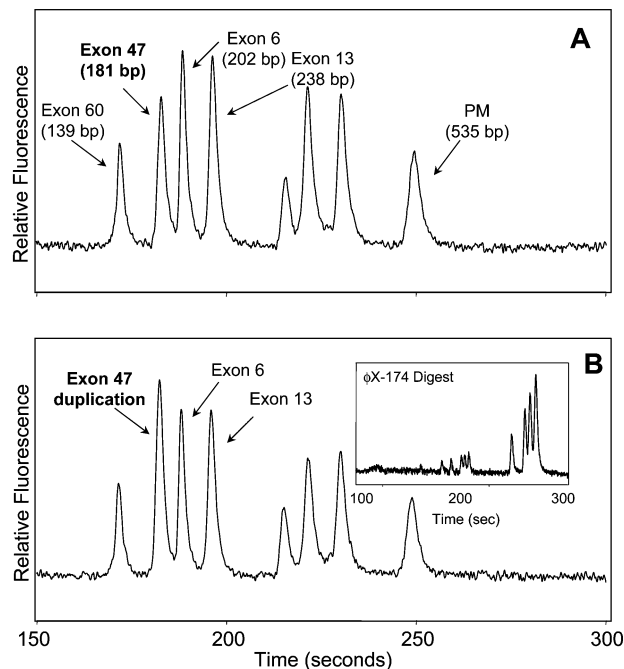 A
Exon 47
(181 bp)
Exon 6
(202 bp)
Exon 13
(238 bp)
Exon 60
(139 bp)
PM
(535 bp)
Relative Fluorescence
B
Exon 47
duplication
Exon 6
Exon 13
ϕX-174 Digest
100
200
300
Time (sec)
Relative Fluorescence
150
200
250
300
Time (seconds)